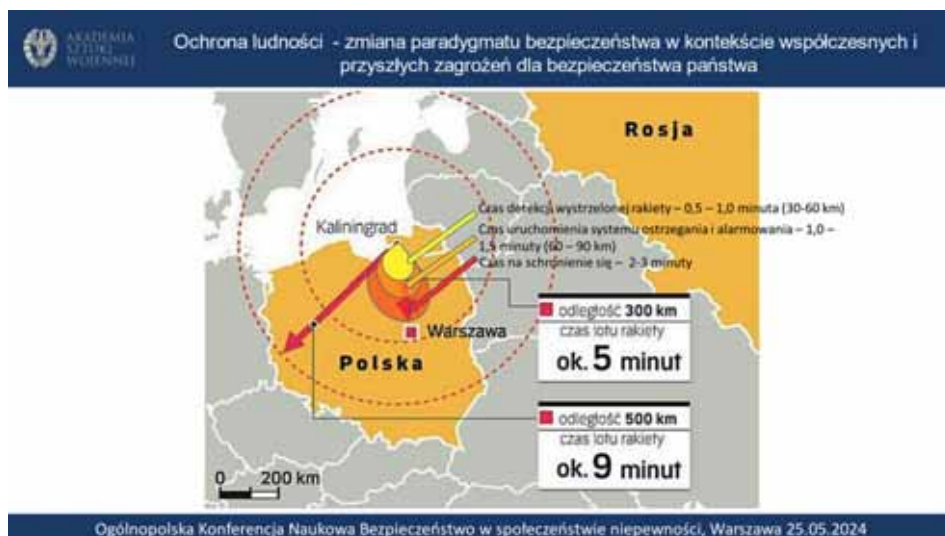 AKADEMIA
SZTUKI
WOJENNEJ
Ochrona ludności - zmiana paradygmatu bezpieczeństwa w kontekście współczesnych i
przyszłych zagrożeń dla bezpieczeństwa państwa
Rosja
Kaliningrad
Czas detekcji wystrzelonej rakiety – 0,5 – 1,0 minuta (30-60 km)
Czas uruchomienia systemu ostrzegania i alarmowania – 1,0 –
1,5 minuty (60 – 90 km)
Czas na schronienie się – 2-3 minuty
odległość 300 km
czas lotu rakiety
ok. 5 minut
Warszawa
Polska
odległość 500 km
czas lotu rakiety
ok. 9 minut
0 200 km
Ogólnopolska Konferencja Naukowa Bezpieczeństwo w społeczeństwie niepewności, Warszawa 25.05.2024